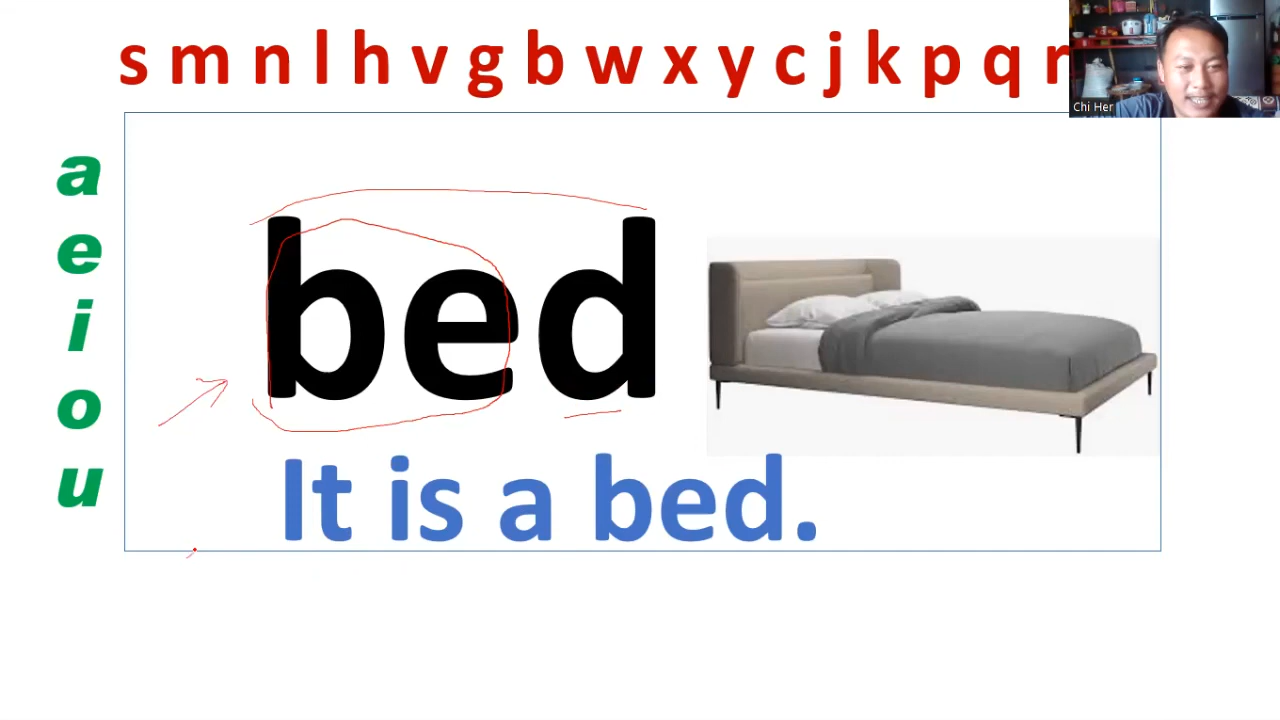 s m n l h v g b w x y c j k p q r
Chi Her
a
e
i
o
u
bed
It is a bed.